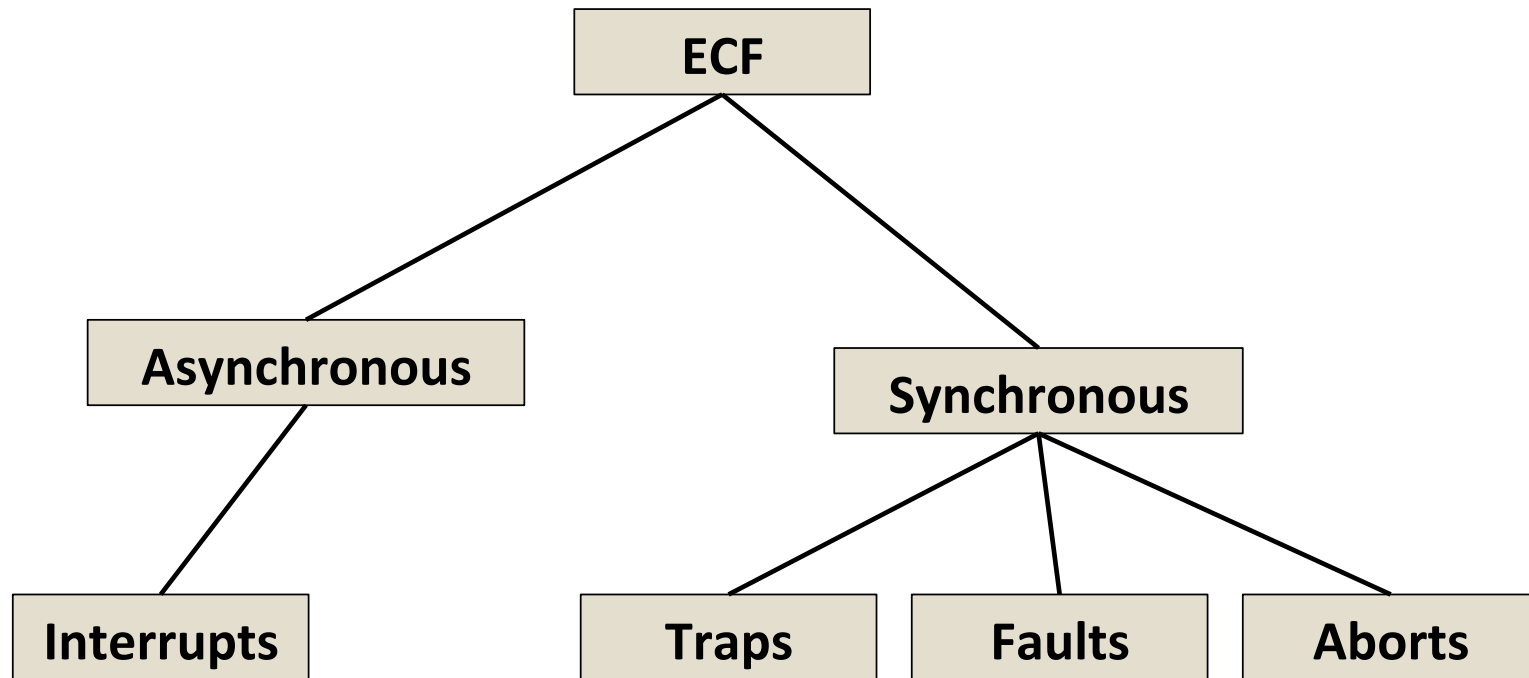 ECF
Asynchronous
Synchronous
Interrupts
Traps
Faults
Aborts